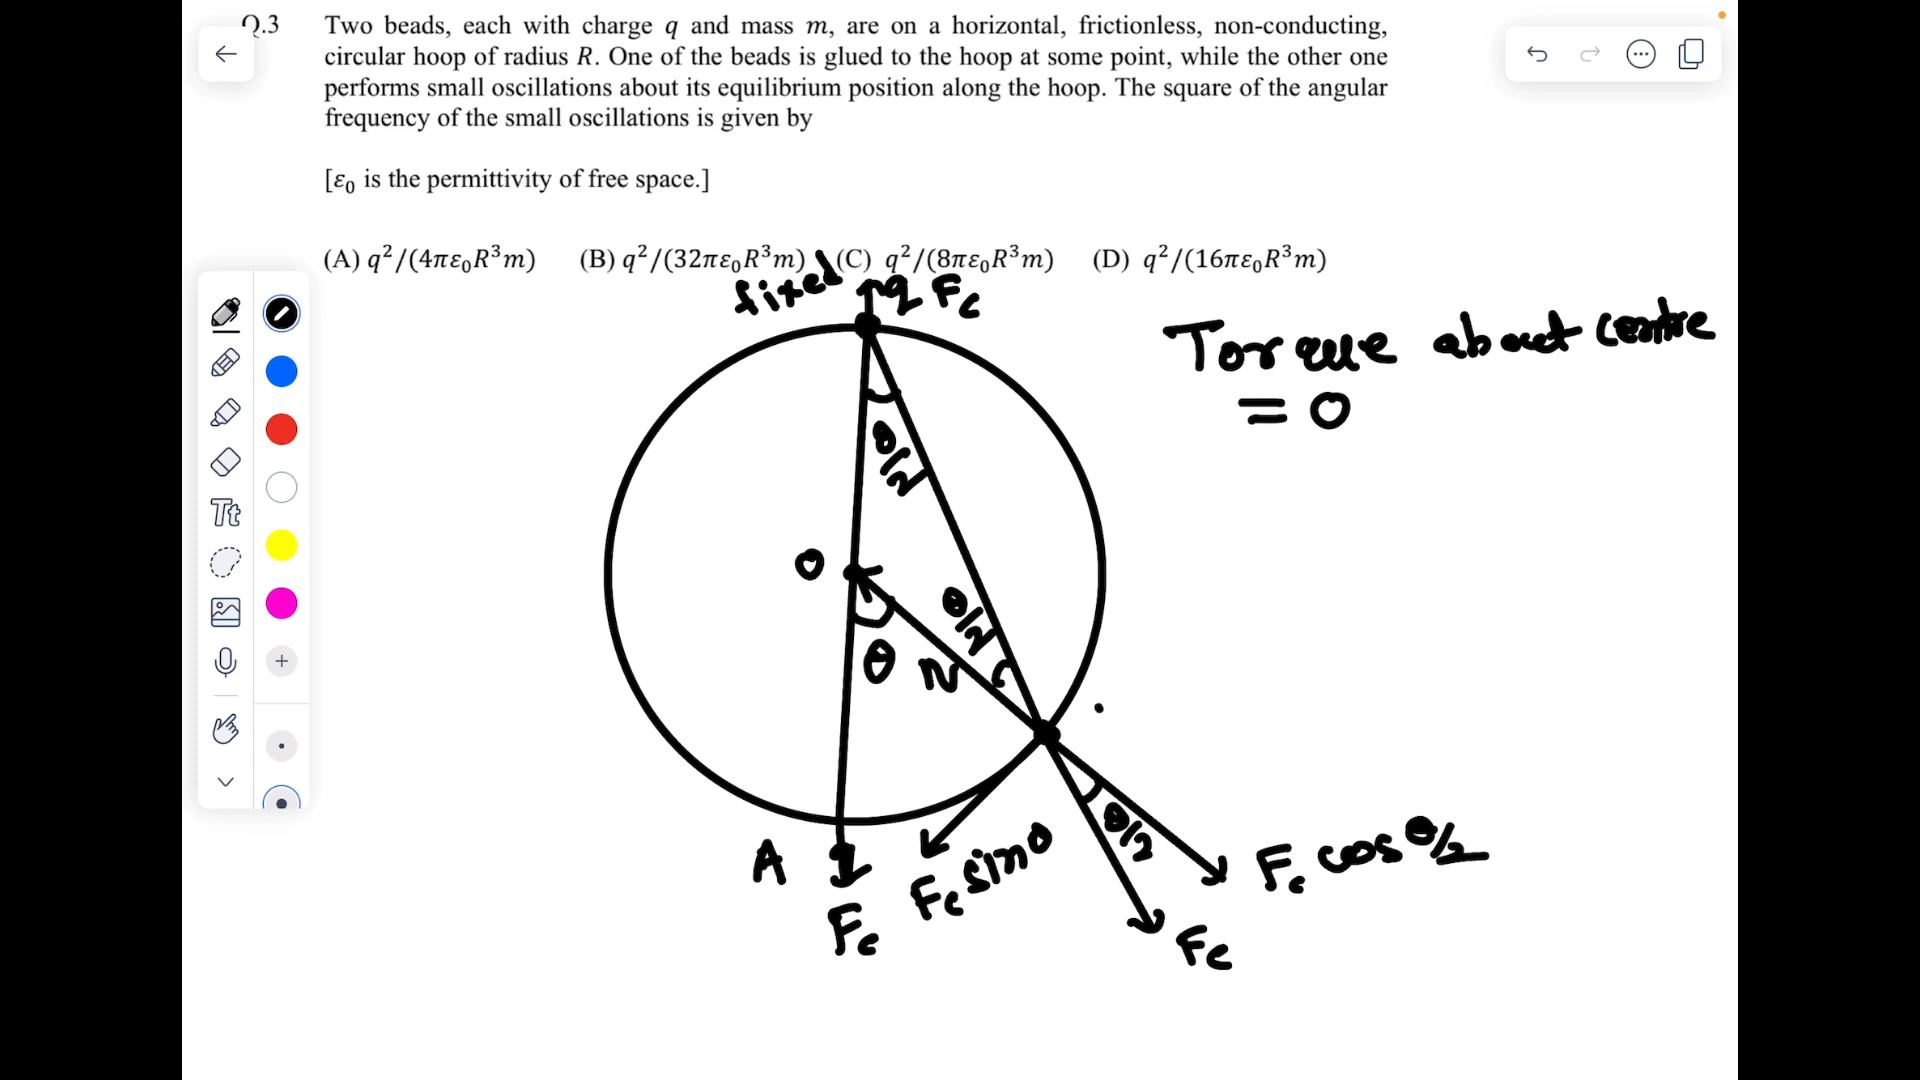 Q.3 Two beads, each with charge q and mass m, are on a horizontal, frictionless, non-conducting,
circular hoop of radius R. One of the beads is glued to the hoop at some point, while the other one
performs small oscillations about its equilibrium position along the hoop. The square of the angular
frequency of the small oscillations is given by
[ε₀ is the permittivity of free space.]
(A) q²/(4πε₀R³m) (B) q²/(32πε₀R³m) (C) q²/(8πε₀R³m) (D) q²/(16πε₀R³m)
fixed q Fc
Torque about centre
= 0
θ/2
O
θ/2
θ N
θ/2
A
Fc sinθ
Fc cos θ/2
Fc
Fc
Tt